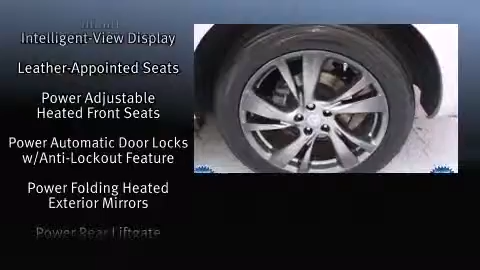 Intelligent-View Display
Leather-Appointed Seats
Power Adjustable
Heated Front Seats
Power Automatic Door Locks
w/Anti-Lockout Feature
Power Folding Heated
Exterior Mirrors
Power Rear Liftgate